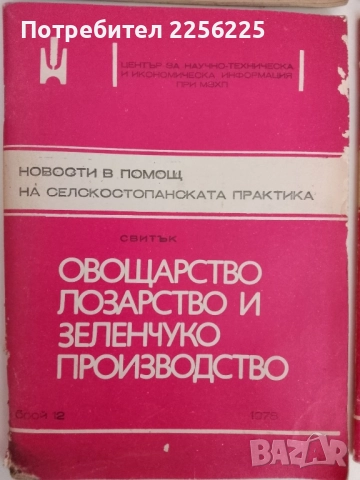 Потребител 2256225
ЦЕНТЪР ЗА НАУЧНО-ТЕХНИЧЕСКА
И ИКОНОМИЧЕСКА ИНФОРМАЦИЯ
ПРИ МЗХП
НОВОСТИ В ПОМОЩ
НА СЕЛСКОСТОПАНСКАТА ПРАКТИКА
СВИТЪК
ОВОЩАРСТВО
ЛОЗАРСТВО И
ЗЕЛЕНЧУКО
ПРОИЗВОДСТВО
брой 12
BAZAR